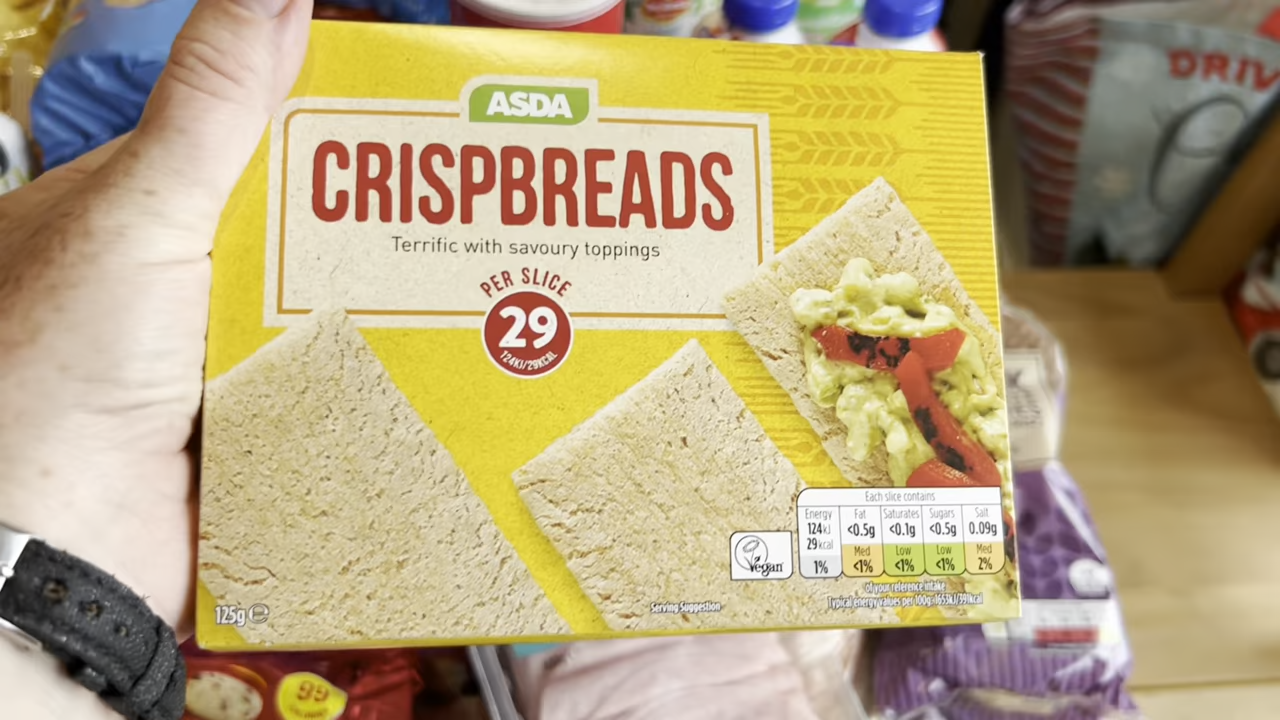 ASDA
CRISPBREADS
Terrific with savoury toppings
PER SLICE
29
124KJ/29KCAL
DRIV
Each slice contains
Energy Fat Saturates Sugars Salt
124kJ <0.5g <0.1g <0.5g 0.09g
29kcal Med Low Low Med
1% <1% <1% <1% 2%
of your reference intake
Typical energy values per 100g: 1653kJ/391kcal
Vegan
Serving Suggestion
125g e
99